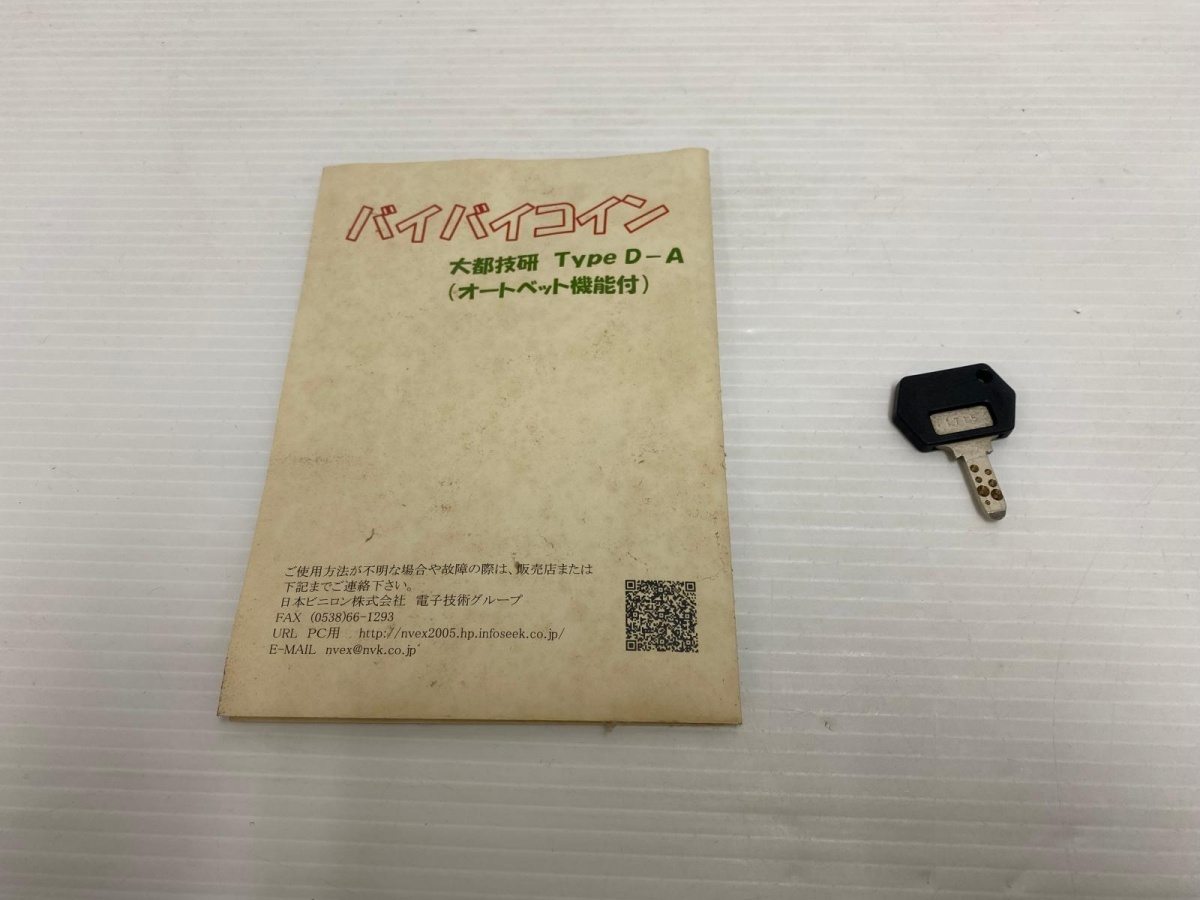 バイバイコイン
大都技研 Type D-A
(オートベット機能付)
ご使用方法が不明な場合や故障の際は、販売店または
下記までご連絡下さい。
日本ビニロン株式会社 電子技術グループ
FAX (0538)66-1293
URL PC用 http://nvex2005.hp.infoseek.co.jp/
E-MAIL nvex@nvk.co.jp